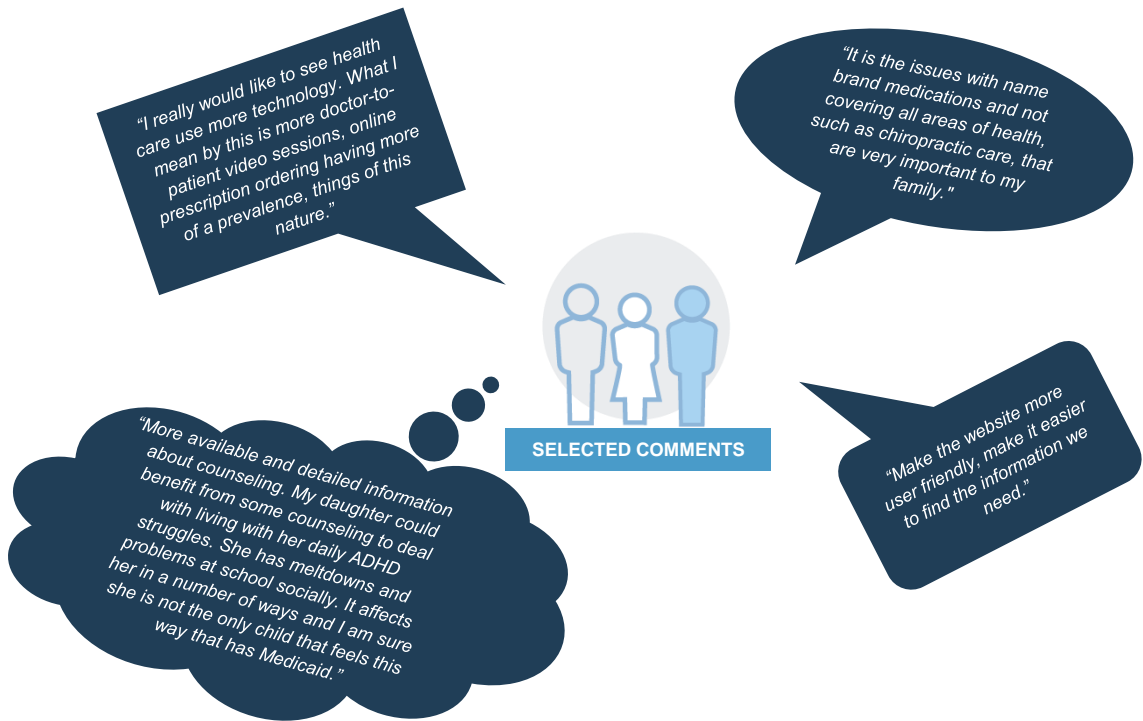 “I really would like to see health
care use more technology. What I
mean by this is more doctor-to-
patient video sessions, online
prescription ordering having more
of a prevalence, things of this
nature.”
“It is the issues with name
brand medications and not
covering all areas of health,
such as chiropractic care, that
are very important to my
family."
SELECTED COMMENTS
“More available and detailed information
about counseling. My daughter could
benefit from some counseling to deal
with living with her daily ADHD
struggles. She has meltdowns and
problems at school socially. It affects
her in a number of ways and I am sure
she is not the only child that feels this
way that has Medicaid.”
“Make the website more
user friendly, make it easier
to find the information we
need.”